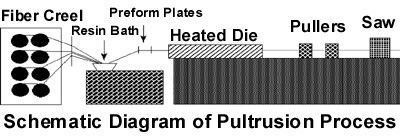 Fiber Creel
Preform Plates
Resin Bath
Heated Die
Pullers
Saw
Schematic Diagram of Pultrusion Process